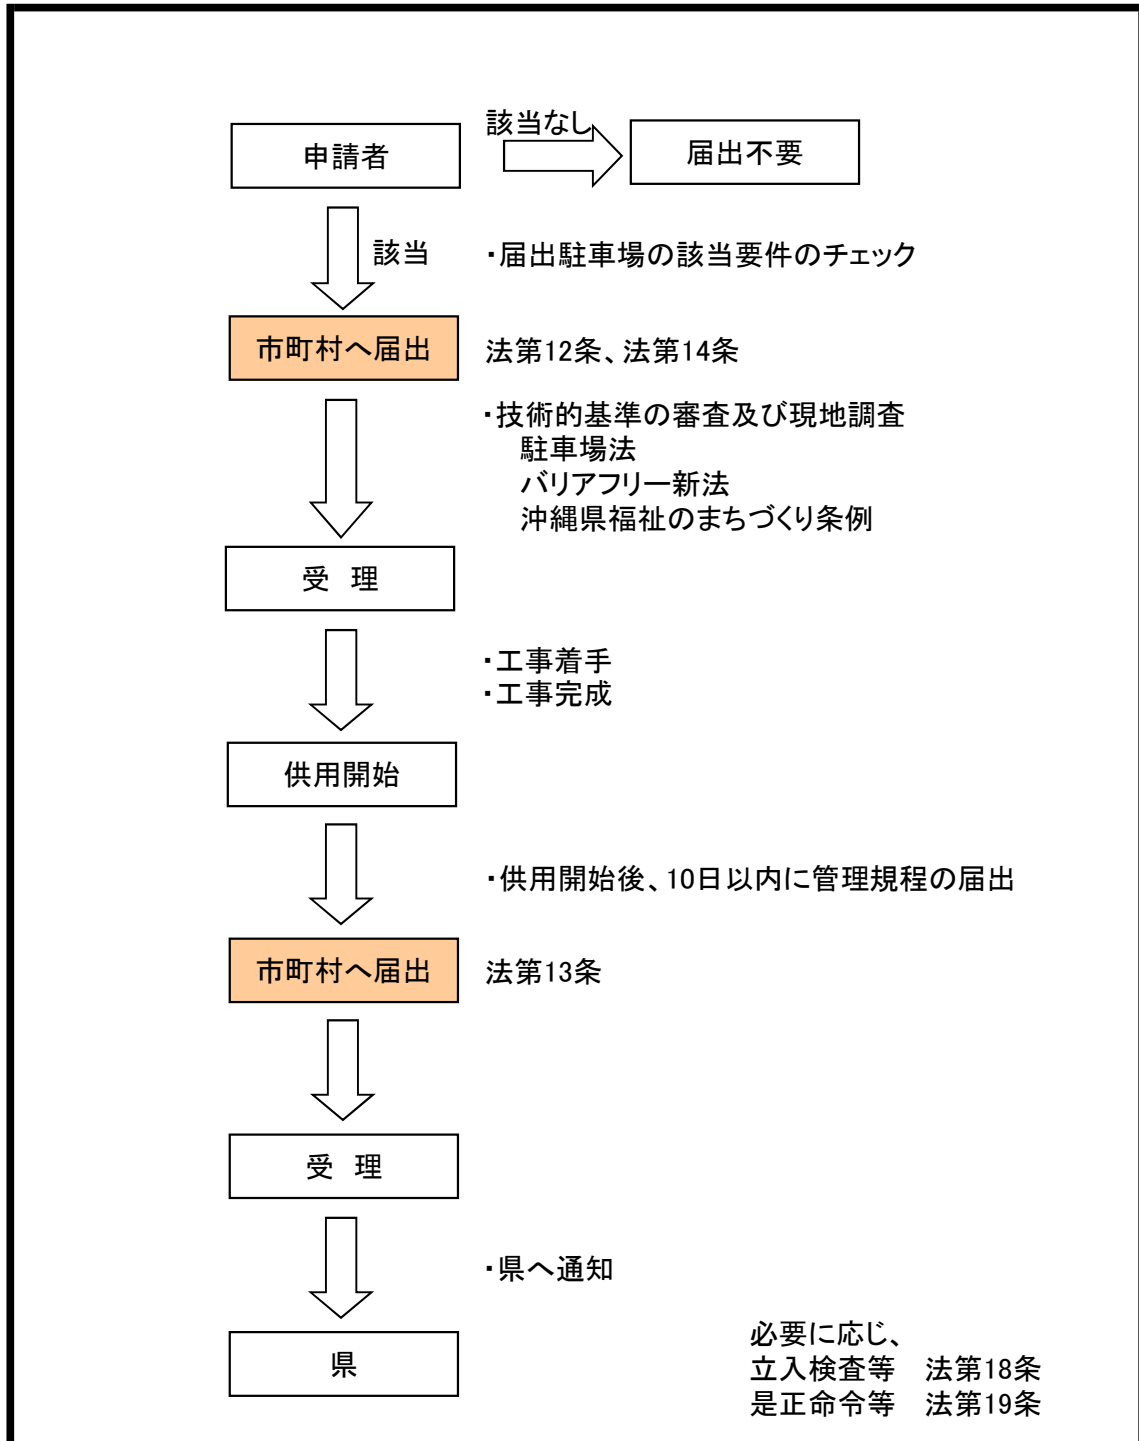 該当なし
申請者
届出不要
該当
・届出駐車場の該当要件のチェック
市町村へ届出
法第12条、法第14条
・技術的基準の審査及び現地調査
駐車場法
バリアフリー新法
沖縄県福祉のまちづくり条例
受　理
・工事着手
・工事完成
供用開始
・供用開始後、10日以内に管理規程の届出
市町村へ届出
法第13条
受　理
・県へ通知
県
必要に応じ、
立入検査等　法第18条
是正命令等　法第19条